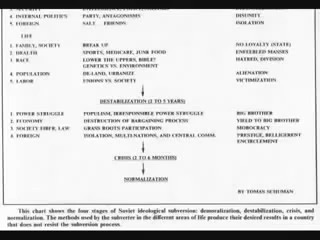 4 INTERNAL POLITICS PARTY, ANTAGONISMS DISUNITY
5. FOREIGN SALT FRIENDS ISOLATION
LIFE
1 FAMILY, SOCIETY BREAK UP NO LOYALTY (STATE)
2 HEALTH SPORTS, MEDICARE, JUNK FOOD ENFEEBLED MASSES
3 RACE LOWER THE UPPERS, BIBLE? HATRED, DIVISION
GENETICS VS. ENVIRONMENT
4 POPULATION DE-LAND, URBANIZE ALIENATION
5 LABOR UNIONS VS. SOCIETY VICTIMIZATION
DESTABILIZATION (2 TO 5 YEARS)
1 POWER STRUGGLE POPULISM, IRRESPONSIBLE POWER STRUGGLE BIG BROTHER
2 ECONOMY DESTRUCTION OF BARGAINING PROCESS YIELD TO BIG BROTHER
3 SOCIETY FIBER, LAW GRASS ROOTS PARTICIPATION MOBOCRACY
4 FOREIGN ISOLATION, MULTINATIONS, AND CENTRAL COMM. PRESTIGE, BELLIGERENT
ENCIRCLEMENT
CRISIS (2 TO 6 MONTHS)
NORMALIZATION
BY TOMAS SCHUMAN
This chart shows the four stages of Soviet ideological subversion: demoralization, destabilization, crisis, and
normalization. The methods used by the subverter in the different areas of life produce their desired results in a country
that does not resist the subversion process.